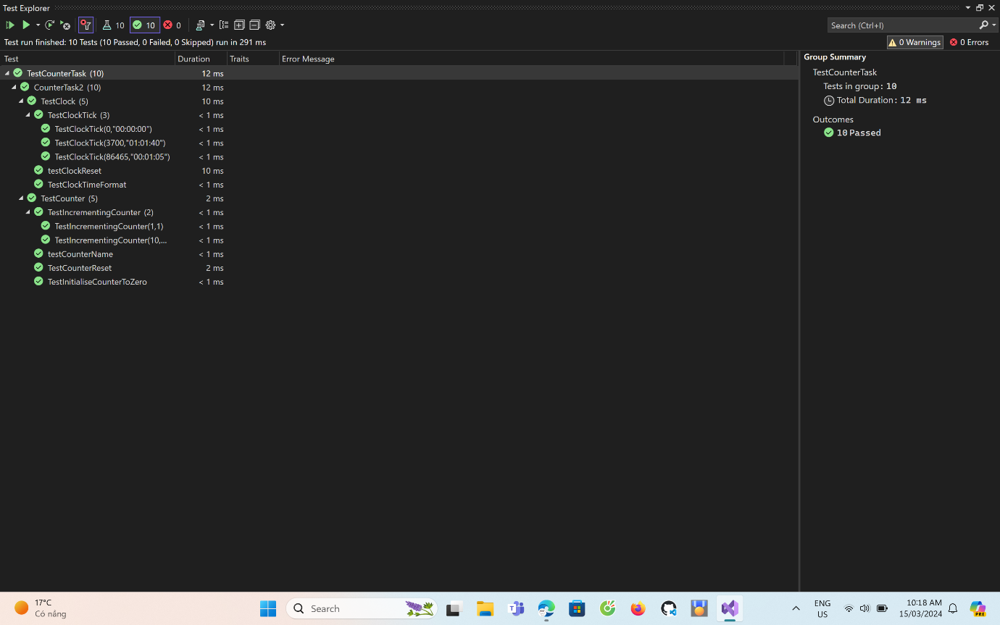 Test Explorer
10 10 0
Search (Ctrl+I)
Test run finished: 10 Tests (10 Passed, 0 Failed, 0 Skipped) run in 291 ms
0 Warnings 0 Errors
Test Duration Traits Error Message
TestCounterTask (10) 12 ms
CounterTask2 (10) 12 ms
TestClock (5) 10 ms
TestClockTick (3) < 1 ms
TestClockTick(0,"00:00:00") < 1 ms
TestClockTick(3700,"01:01:40") < 1 ms
TestClockTick(86465,"00:01:05") < 1 ms
testClockReset 10 ms
TestClockTimeFormat < 1 ms
TestCounter (5) 2 ms
TestIncrementingCounter (2) < 1 ms
TestIncrementingCounter(1,1) < 1 ms
TestIncrementingCounter(10,... < 1 ms
testCounterName < 1 ms
TestCounterReset 2 ms
TestInitialiseCounterToZero < 1 ms
Group Summary
TestCounterTask
Tests in group: 10
Total Duration: 12 ms
Outcomes
10 Passed
17°C
Có nắng
Search
T
PRE
ENG
US
10:18 AM
15/03/2024